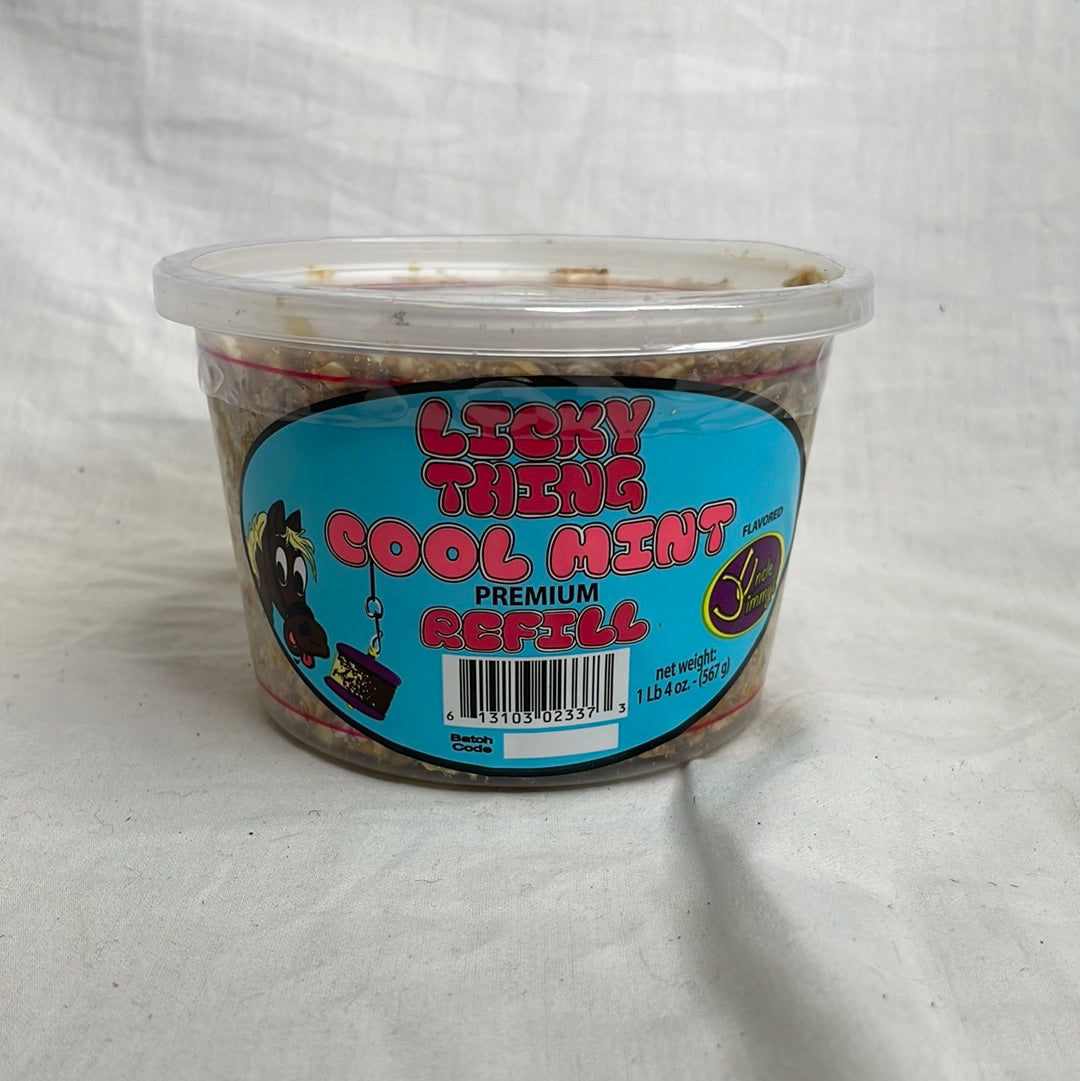 LICKY
THING
COOL MINT
FLAVORED
PREMIUM
REFILL
Uncle
Jimmy's
net weight:
1 Lb 4 oz. - (567 g)
6 13103 02337 3
Batch
Code